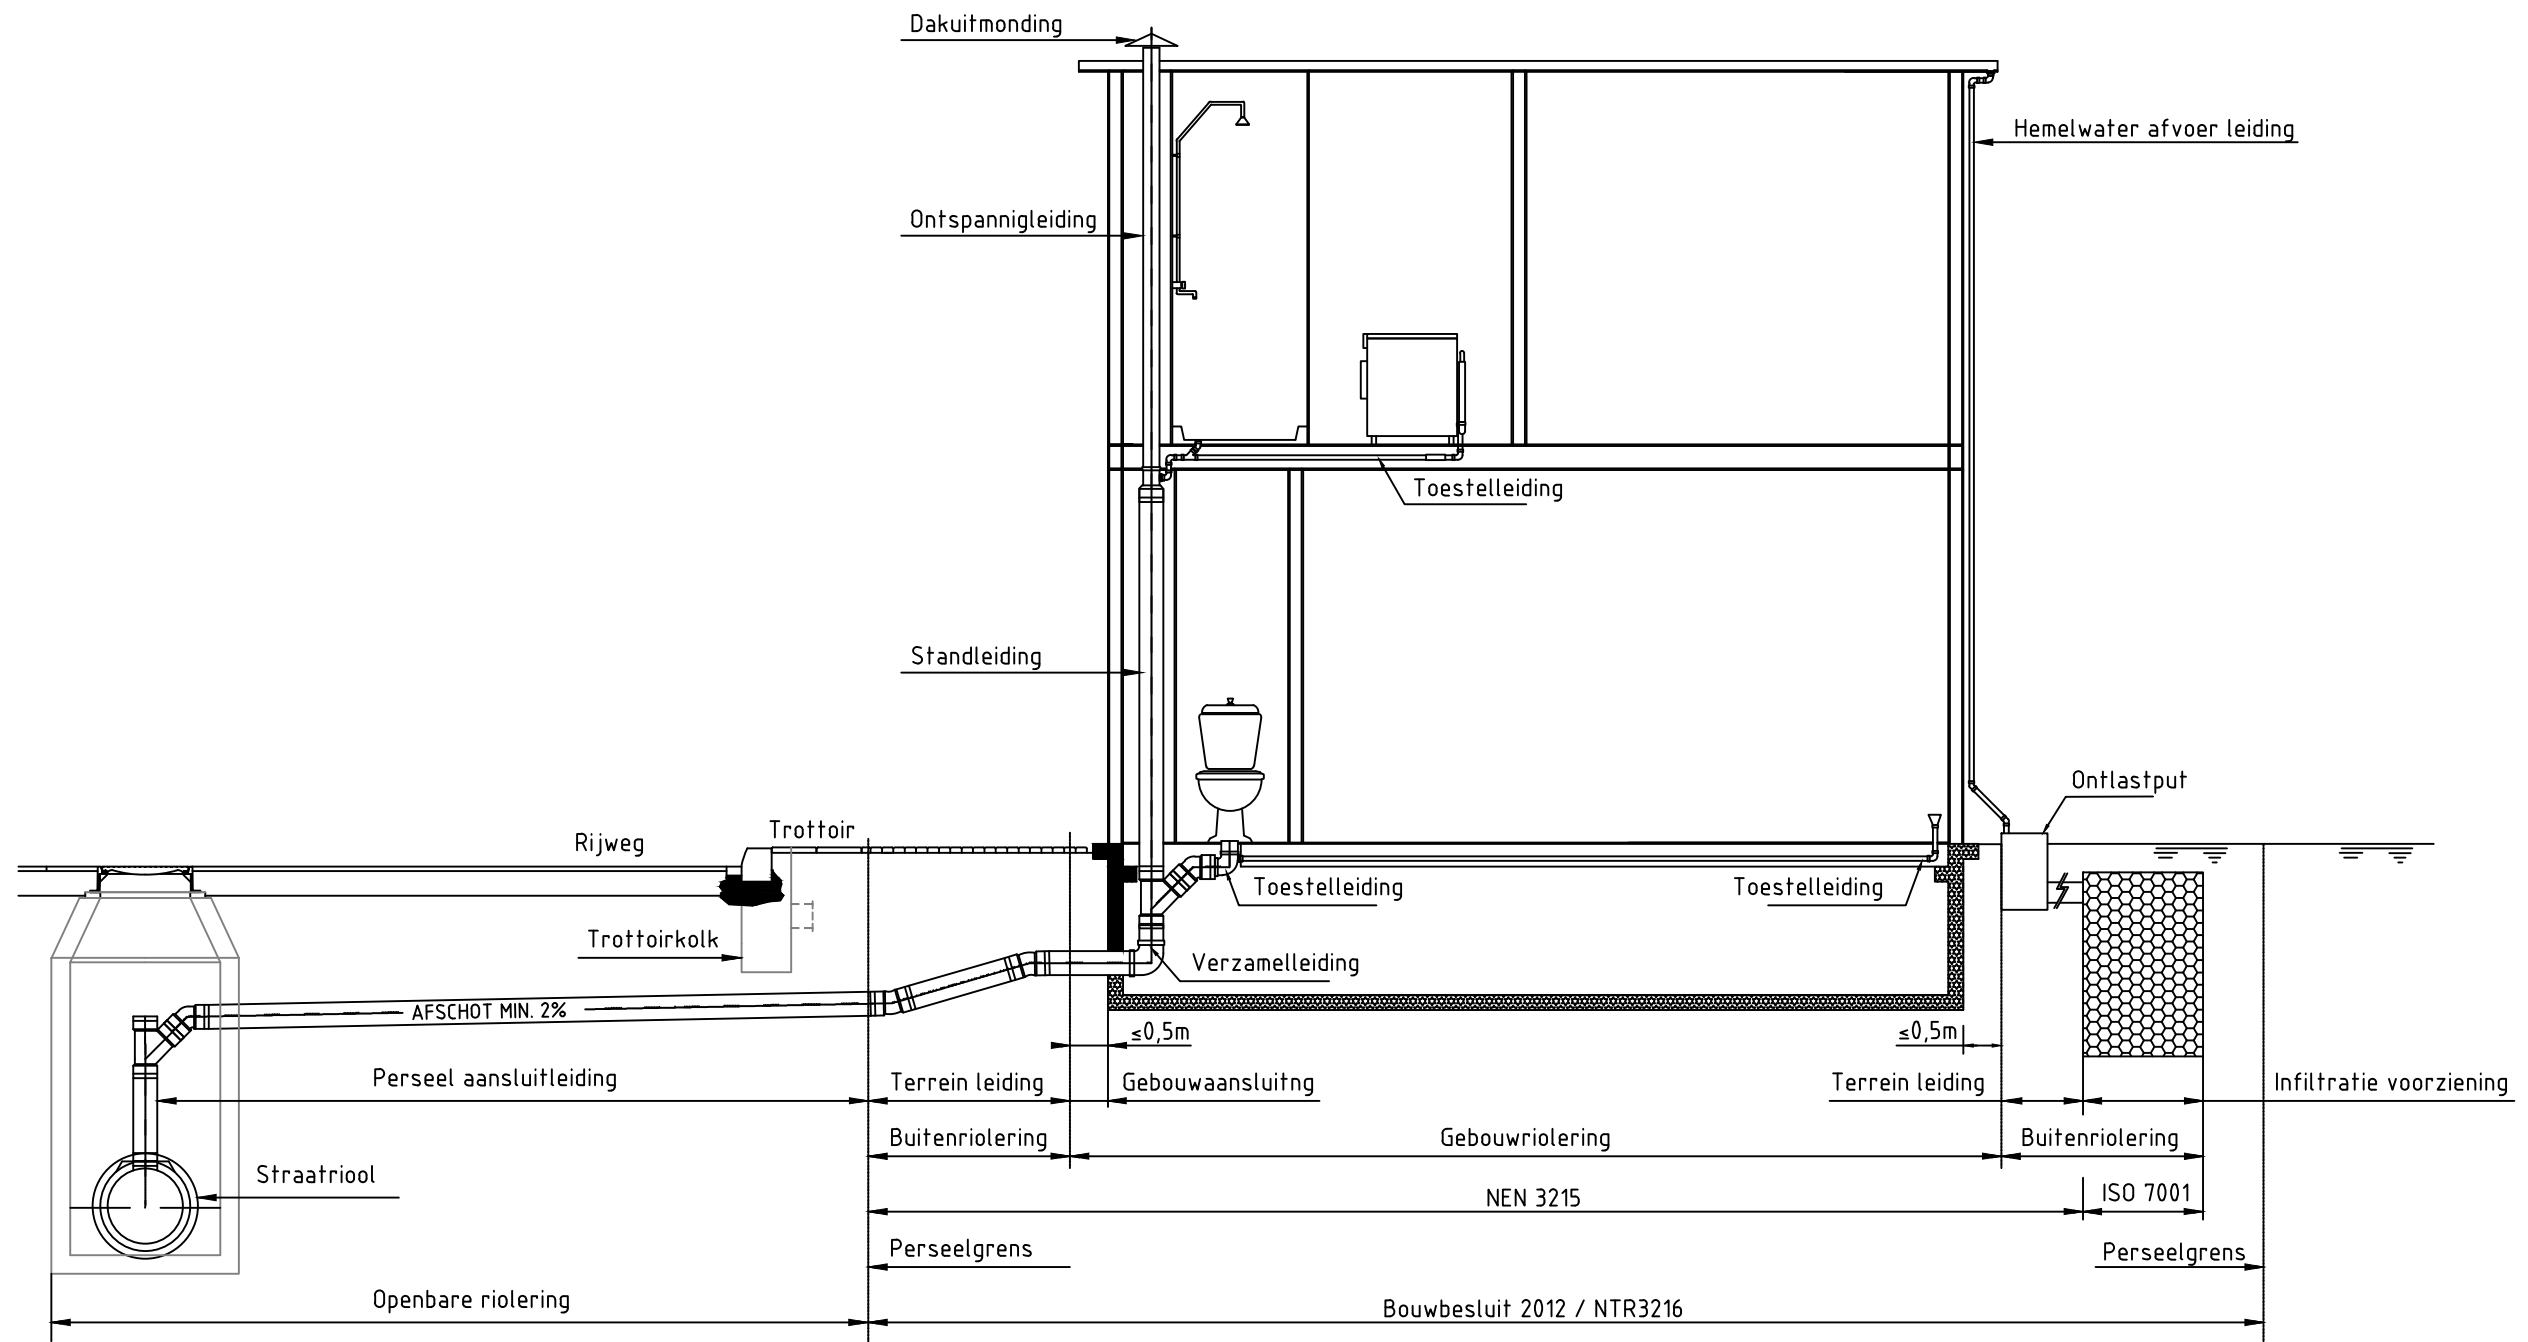 Dakuitmonding
Hemelwater afvoer leiding
Ontspannigleiding
Toestelleiding
Standleiding
Ontlastput
Trottoir
Rijweg
Toestelleiding
Toestelleiding
Trottoirkolk
Verzamelleiding
AFSCHOT MIN. 2%
≤0,5m
≤0,5m
Perseel aansluitleiding
Terrein leiding
Gebouwaansluitng
Terrein leiding
Infiltratie voorziening
Buitenriolering
Gebouwriolering
Buitenriolering
Straatriool
NEN 3215
ISO 7001
Perseelgrens
Perseelgrens
Openbare riolering
Bouwbesluit 2012 / NTR3216